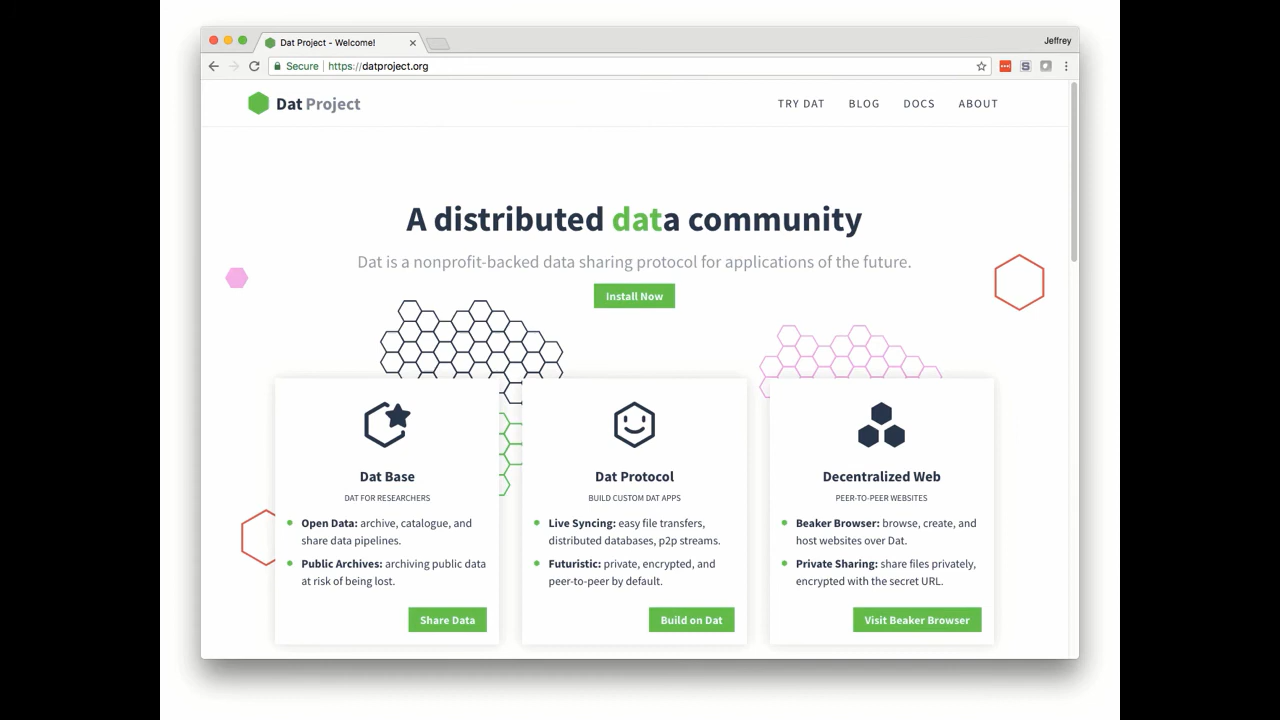 Dat Project - Welcome!
Jeffrey
Secure https://datproject.org
S
Dat Project
TRY DAT BLOG DOCS ABOUT
A distributed data community
Dat is a nonprofit-backed data sharing protocol for applications of the future.
Install Now
Dat Base
DAT FOR RESEARCHERS
Open Data: archive, catalogue, and
share data pipelines.
Public Archives: archiving public data
at risk of being lost.
Share Data
Dat Protocol
BUILD CUSTOM DAT APPS
Live Syncing: easy file transfers,
distributed databases, p2p streams.
Futuristic: private, encrypted, and
peer-to-peer by default.
Build on Dat
Decentralized Web
PEER-TO-PEER WEBSITES
Beaker Browser: browse, create, and
host websites over Dat.
Private Sharing: share files privately,
encrypted with the secret URL.
Visit Beaker Browser